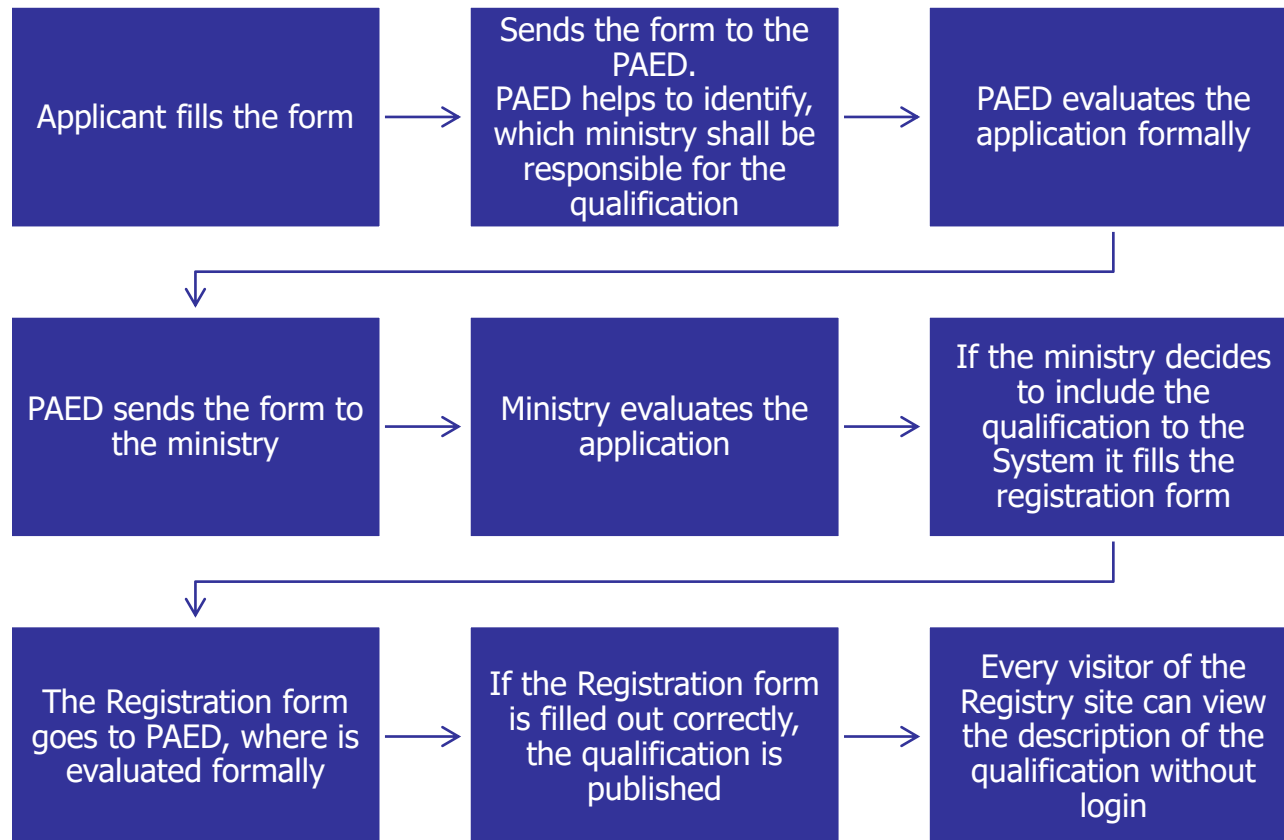 Applicant fills the form
Sends the form to the
PAED.
PAED helps to identify,
which ministry shall be
responsible for the
qualification
PAED evaluates the
application formally
PAED sends the form to
the ministry
Ministry evaluates the
application
If the ministry decides
to include the
qualification to the
System it fills the
registration form
The Registration form
goes to PAED, where is
evaluated formally
If the Registration form
is filled out correctly,
the qualification is
published
Every visitor of the
Registry site can view
the description of the
qualification without
login